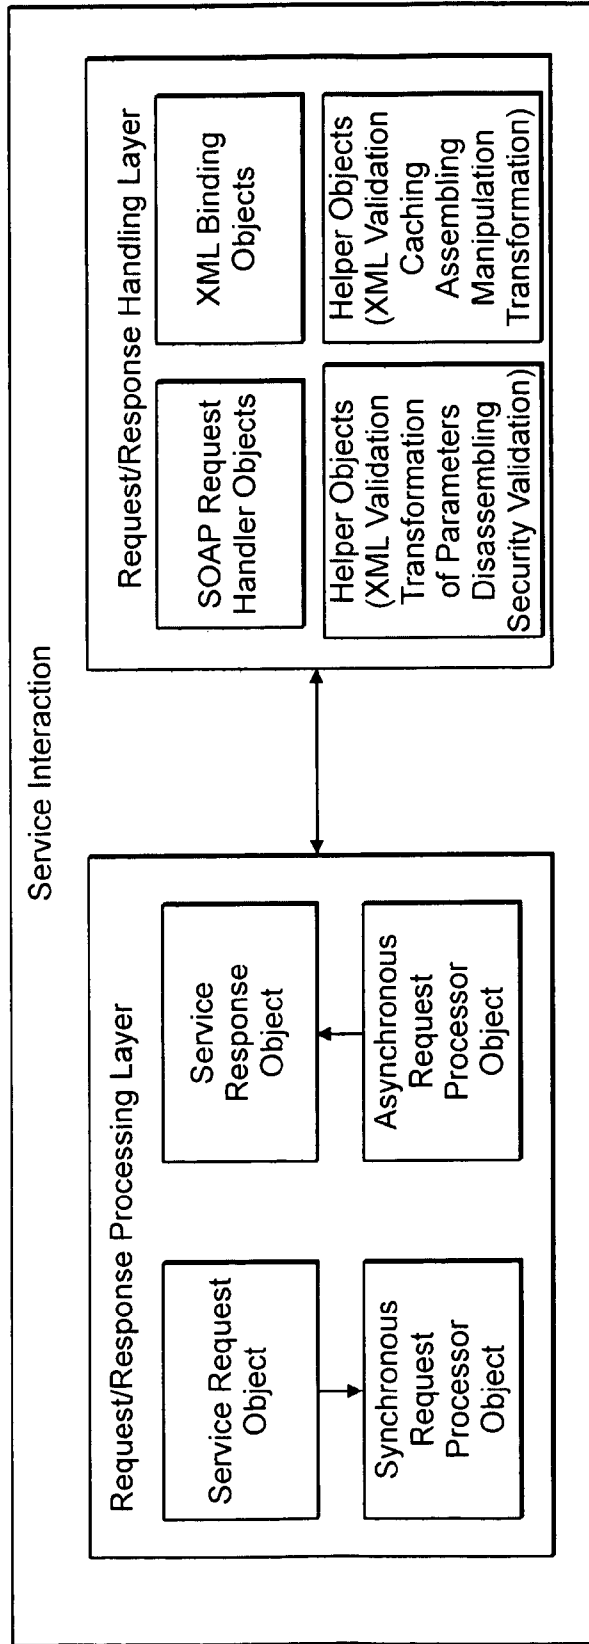 Service Interaction
Request/Response Processing Layer
Service Request
Object
Service
Response
Object
Synchronous
Request
Processor
Object
Asynchronous
Request
Processor
Object
Request/Response Handling Layer
SOAP Request
Handler Objects
XML Binding
Objects
Helper Objects
(XML Validation
Transformation
of Parameters
Disassembling
Security Validation)
Helper Objects
(XML Validation
Caching
Assembling
Manipulation
Transformation)